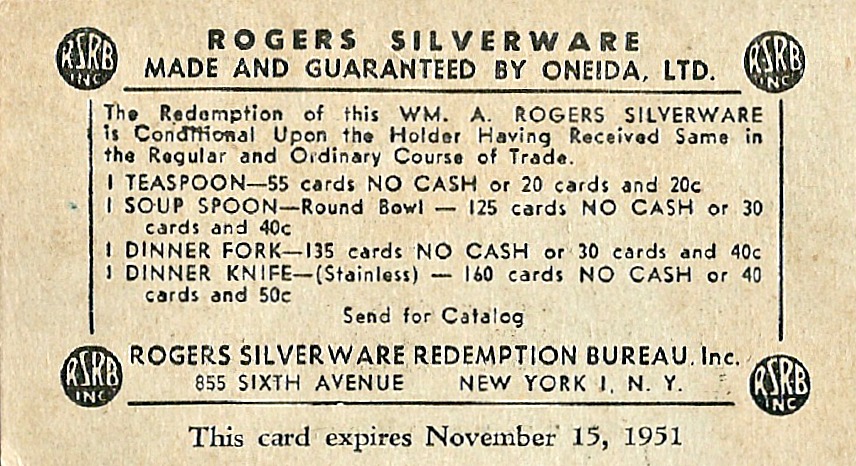 RSRB INC
RSRB INC
ROGERS SILVERWARE
MADE AND GUARANTEED BY ONEIDA, LTD.
The Redemption of this WM. A. ROGERS SILVERWARE
is Conditional Upon the Holder Having Received Same in
the Regular and Ordinary Course of Trade.
1 TEASPOON—55 cards NO CASH or 20 cards and 20c
1 SOUP SPOON—Round Bowl — 125 cards NO CASH or 30
cards and 40c
1 DINNER FORK—135 cards NO CASH or 30 cards and 40c
1 DINNER KNIFE—(Stainless) — 160 cards NO CASH or 40
cards and 50c
Send for Catalog
RSRB INC
RSRB INC
ROGERS SILVERWARE REDEMPTION BUREAU, Inc.
855 SIXTH AVENUE NEW YORK 1, N. Y.
This card expires November 15, 1951